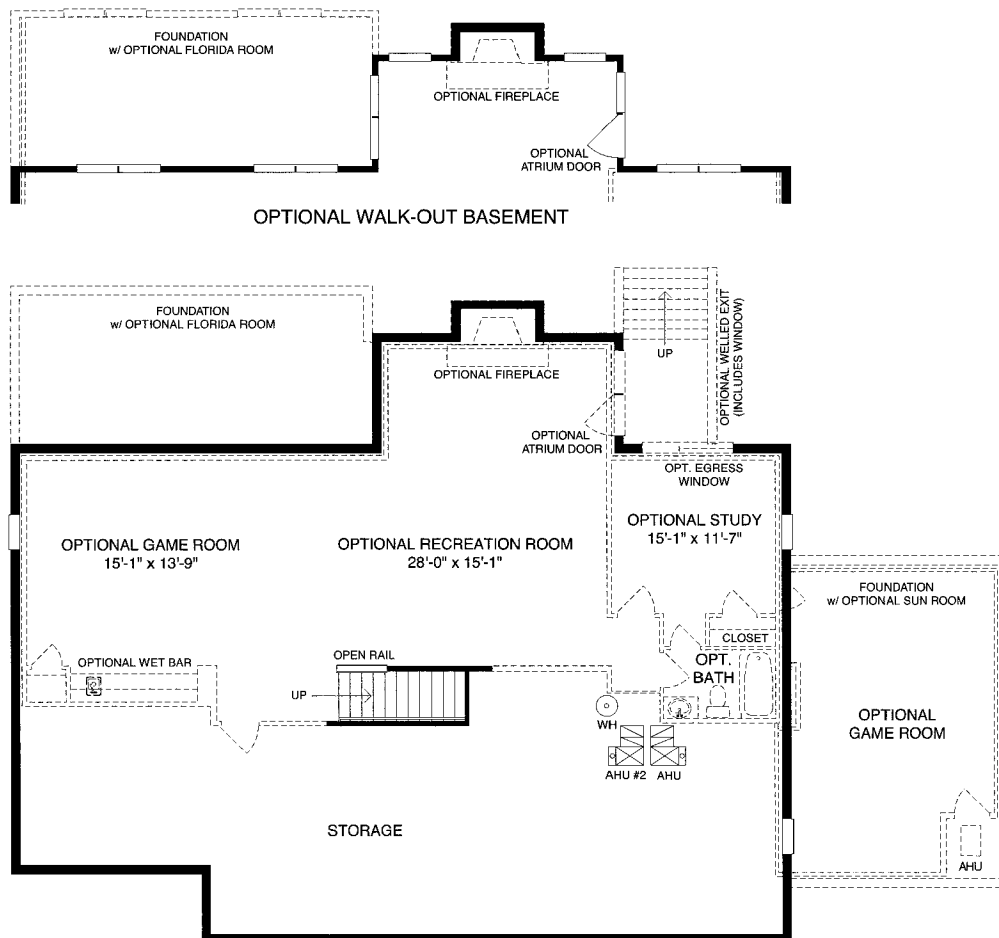 FOUNDATION
w/ OPTIONAL FLORIDA ROOM
OPTIONAL FIREPLACE
OPTIONAL
ATRIUM DOOR
OPTIONAL WALK-OUT BASEMENT
FOUNDATION
w/ OPTIONAL FLORIDA ROOM
UP
OPTIONAL WELLED EXIT
(INCLUDES WINDOW)
OPTIONAL FIREPLACE
OPTIONAL
ATRIUM DOOR
OPT. EGRESS
WINDOW
OPTIONAL GAME ROOM
15'-1" x 13'-9"
OPTIONAL RECREATION ROOM
28'-0" x 15'-1"
OPTIONAL STUDY
15'-1" x 11'-7"
FOUNDATION
w/ OPTIONAL SUN ROOM
CLOSET
OPTIONAL WET BAR
OPEN RAIL
UP
OPT.
BATH
WH
OPTIONAL
GAME ROOM
AHU #2
AHU
STORAGE
AHU